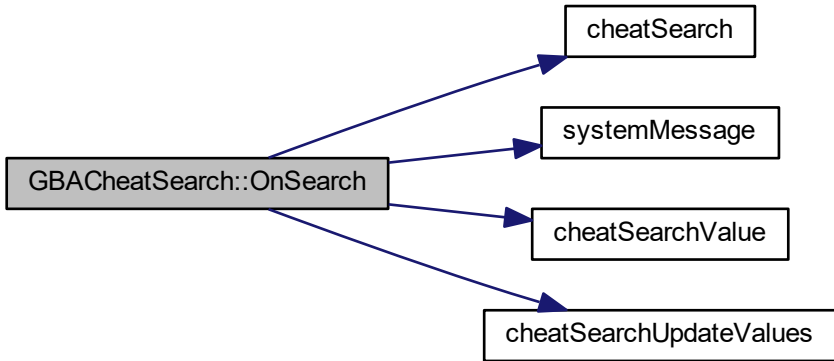 cheatSearch
systemMessage
GBACheatSearch::OnSearch
cheatSearchValue
cheatSearchUpdateValues